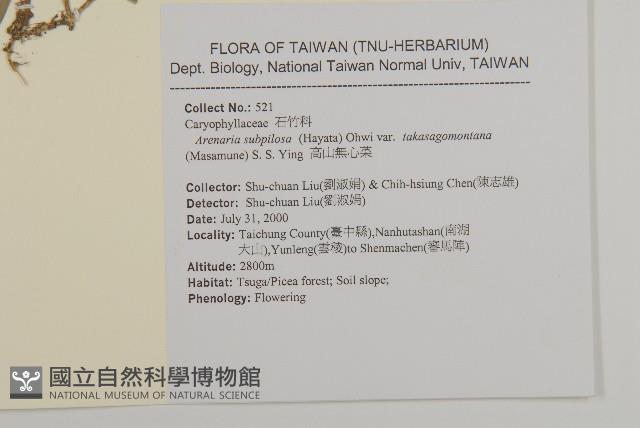 FLORA OF TAIWAN (TNU-HERBARIUM)
Dept. Biology, National Taiwan Normal Univ, TAIWAN
Collect No.: 521
Caryophyllaceae 石竹科
Arenaria subpilosa (Hayata) Ohwi var. takasagomontana
(Masamune) S. S. Ying 高山無心菜
Collector: Shu-chuan Liu(劉淑娟) & Chih-hsiung Chen(陳志雄)
Detector: Shu-chuan Liu(劉淑娟)
Date: July 31, 2000
Locality: Taichung County(臺中縣),Nanhutashan(南湖
大山),Yunleng(雲稜)to Shenmachen(審馬陣)
Altitude: 2800m
Habitat: Tsuga/Picea forest; Soil slope;
Phenology: Flowering
國立自然科學博物館
NATIONAL MUSEUM OF NATURAL SCIENCE